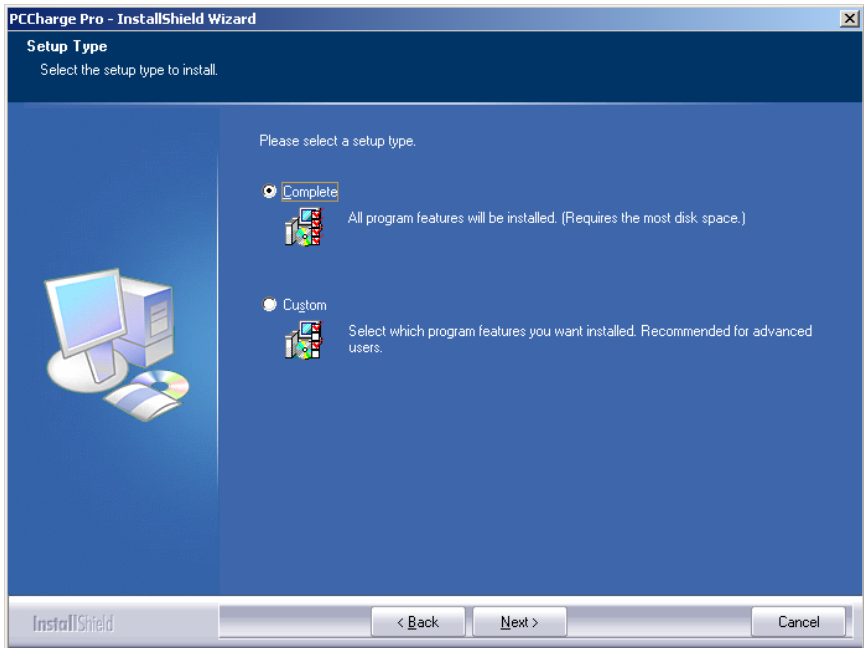 PCCharge Pro - InstallShield Wizard
Setup Type
Select the setup type to install.
Please select a setup type.
Complete
All program features will be installed. (Requires the most disk space.)
Custom
Select which program features you want installed. Recommended for advanced
users.
InstallShield
< Back
Next >
Cancel